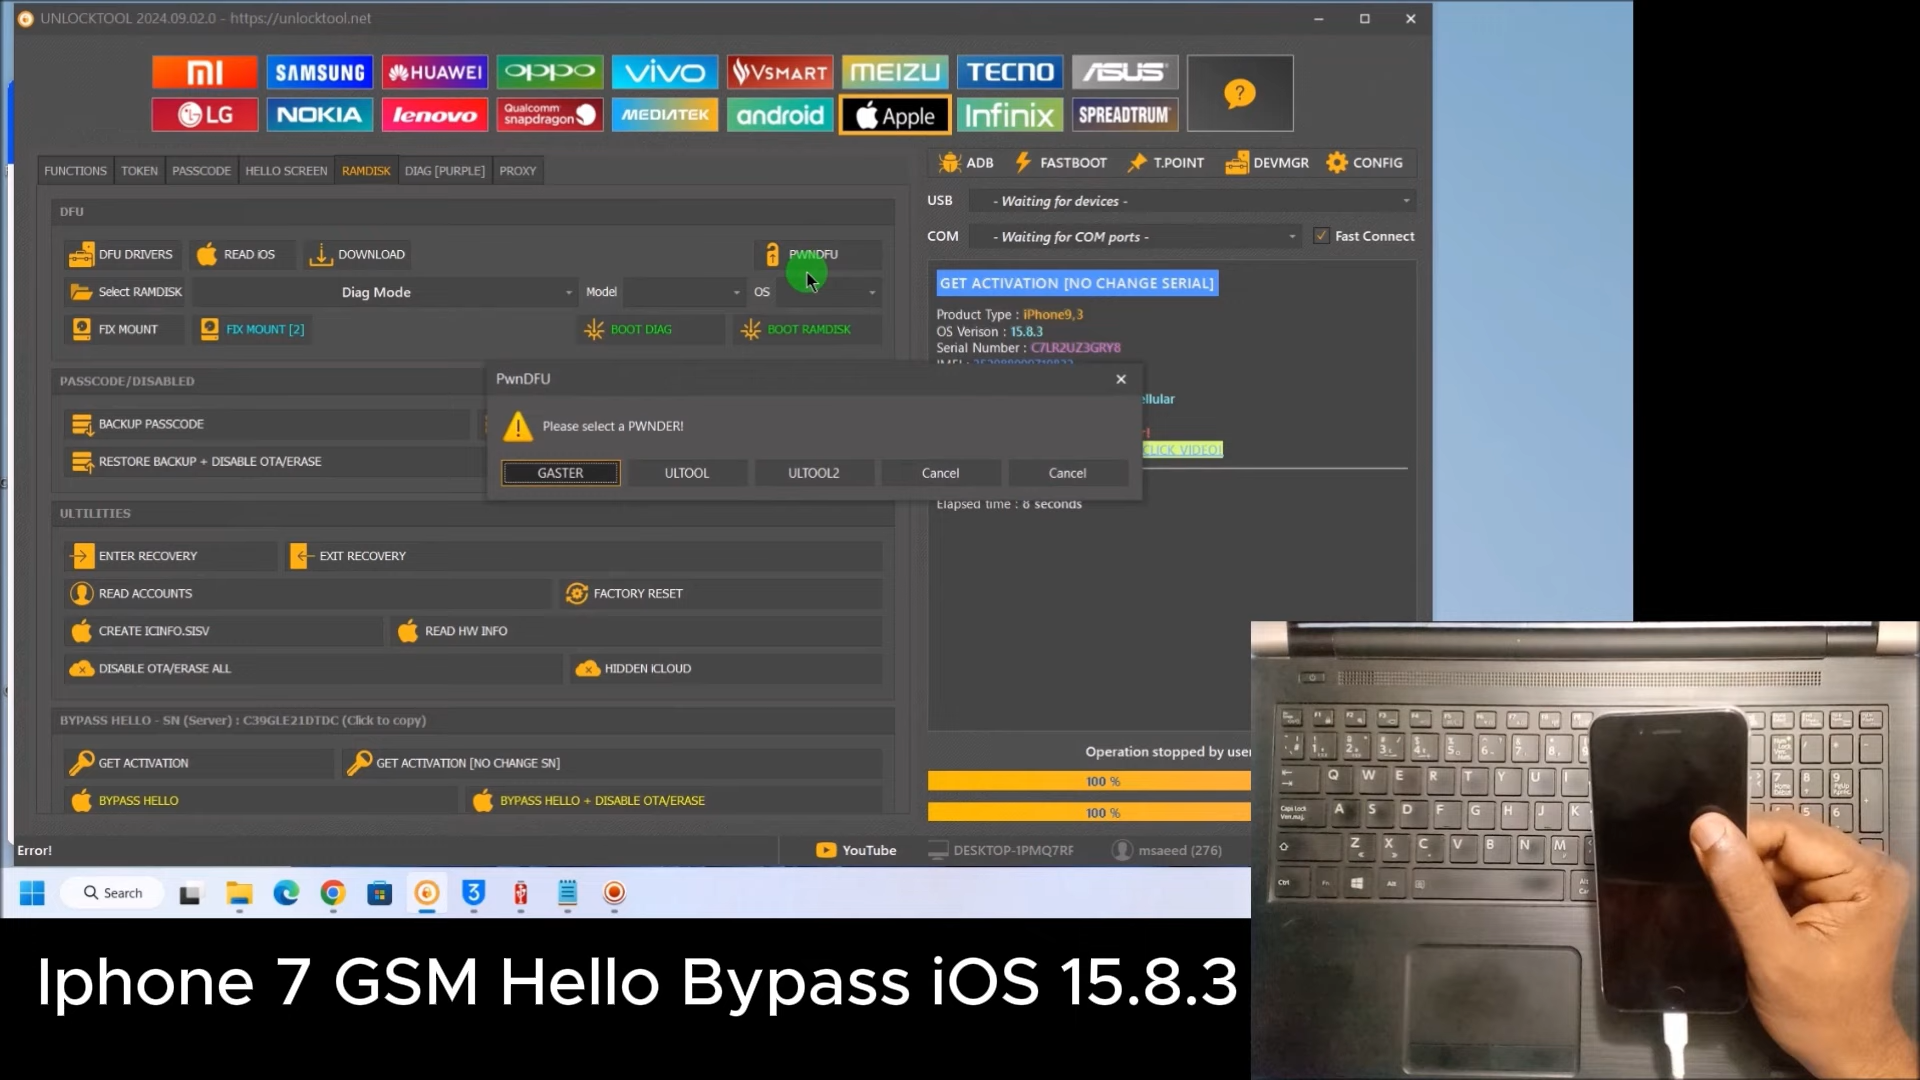 UNLOCKTOOL 2024.09.02.0 - https://unlocktool.net
MI SAMSUNG HUAWEI oppo vivo VSMART MEIZU TECNO ASUS ?
LG NOKIA lenovo Qualcomm snapdragon MEDIATEK android Apple Infinix SPREADTRUM
FUNCTIONS TOKEN PASSCODE HELLO SCREEN RAMDISK DIAG [PURPLE] PROXY
ADB FASTBOOT T.POINT DEVMGR CONFIG
USB - Waiting for devices -
COM - Waiting for COM ports - Fast Connect
DFU
DFU DRIVERS READ iOS DOWNLOAD PWNDFU
Select RAMDISK Diag Mode Model OS
FIX MOUNT FIX MOUNT [2] BOOT DIAG BOOT RAMDISK
GET ACTIVATION [NO CHANGE SERIAL]
Product Type : iPhone9,3
OS Verison : 15.8.3
Serial Number : C7LR2UZ3GRY8
PwnDFU
Please select a PWNDER!
GASTER ULTOOL ULTOOL2 Cancel Cancel
ellular
CLICK VIDEO!
Elapsed time : 8 seconds
PASSCODE/DISABLED
BACKUP PASSCODE
RESTORE BACKUP + DISABLE OTA/ERASE
ULTILITIES
ENTER RECOVERY EXIT RECOVERY
READ ACCOUNTS FACTORY RESET
CREATE ICINFO.SISV READ HW INFO
DISABLE OTA/ERASE ALL HIDDEN iCLOUD
BYPASS HELLO - SN (Server) : C39GLE21DTDC (Click to copy)
GET ACTIVATION GET ACTIVATION [NO CHANGE SN]
BYPASS HELLO BYPASS HELLO + DISABLE OTA/ERASE
Operation stopped by user
100 %
100 %
Error! YouTube DESKTOP-1PMQ7RF msaeed (276)
Search
Iphone 7 GSM Hello Bypass iOS 15.8.3
Q W E R T Y U I
A S D F G H J K
Z X C V B N M